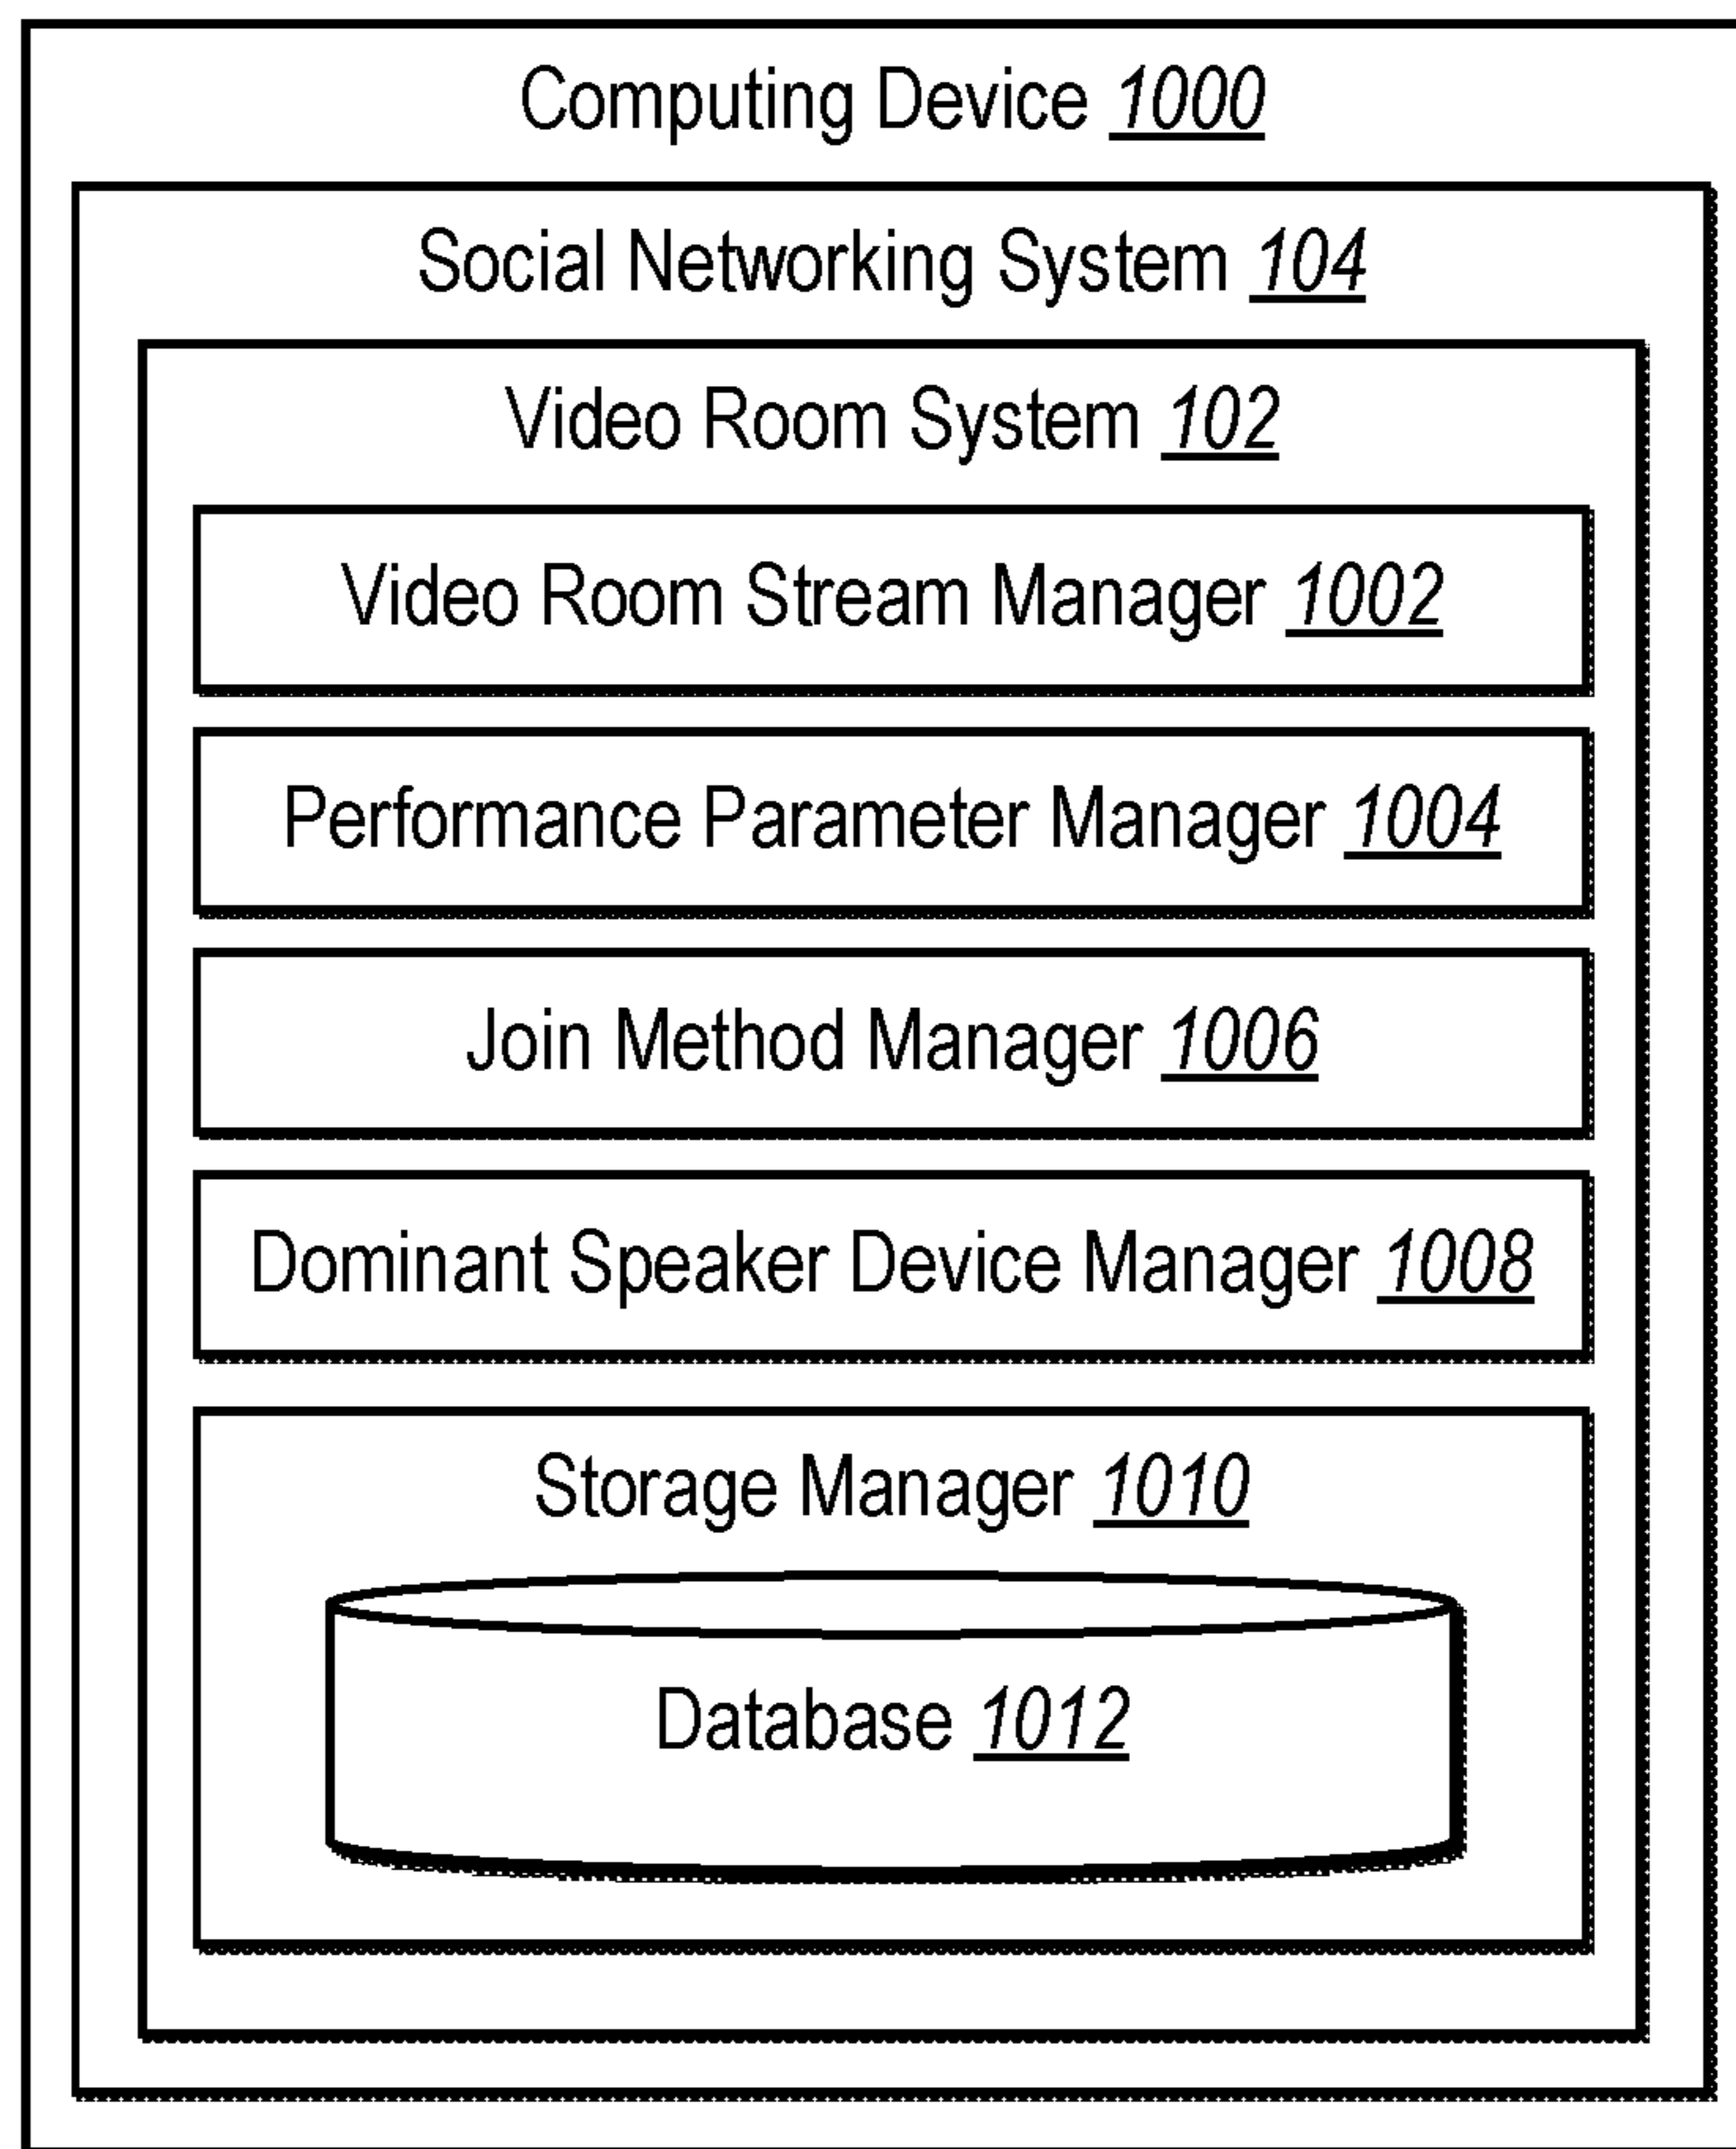 Computing Device 1000
Social Networking System 104
Video Room System 102
Video Room Stream Manager 1002
Performance Parameter Manager 1004
Join Method Manager 1006
Dominant Speaker Device Manager 1008
Storage Manager 1010
Database 1012